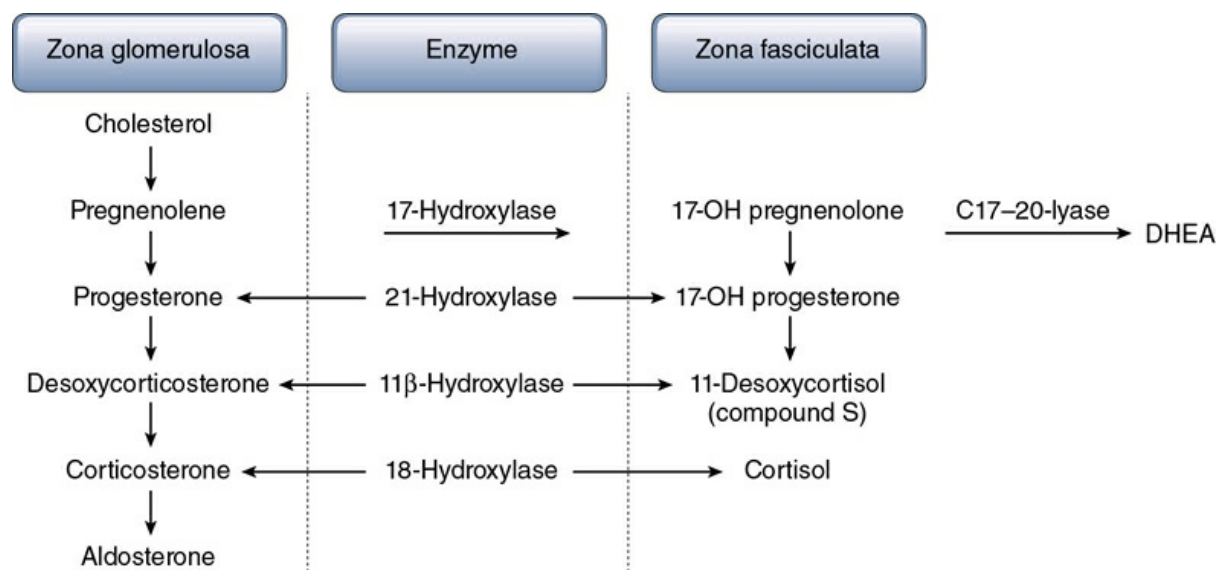 Zona glomerulosa
Enzyme
Zona fasciculata
Cholesterol
Pregnenolene
17-Hydroxylase
17-OH pregnenolone
C17–20-lyase
DHEA
Progesterone
21-Hydroxylase
17-OH progesterone
Desoxycorticosterone
11β-Hydroxylase
11-Desoxycortisol
(compound S)
Corticosterone
18-Hydroxylase
Cortisol
Aldosterone